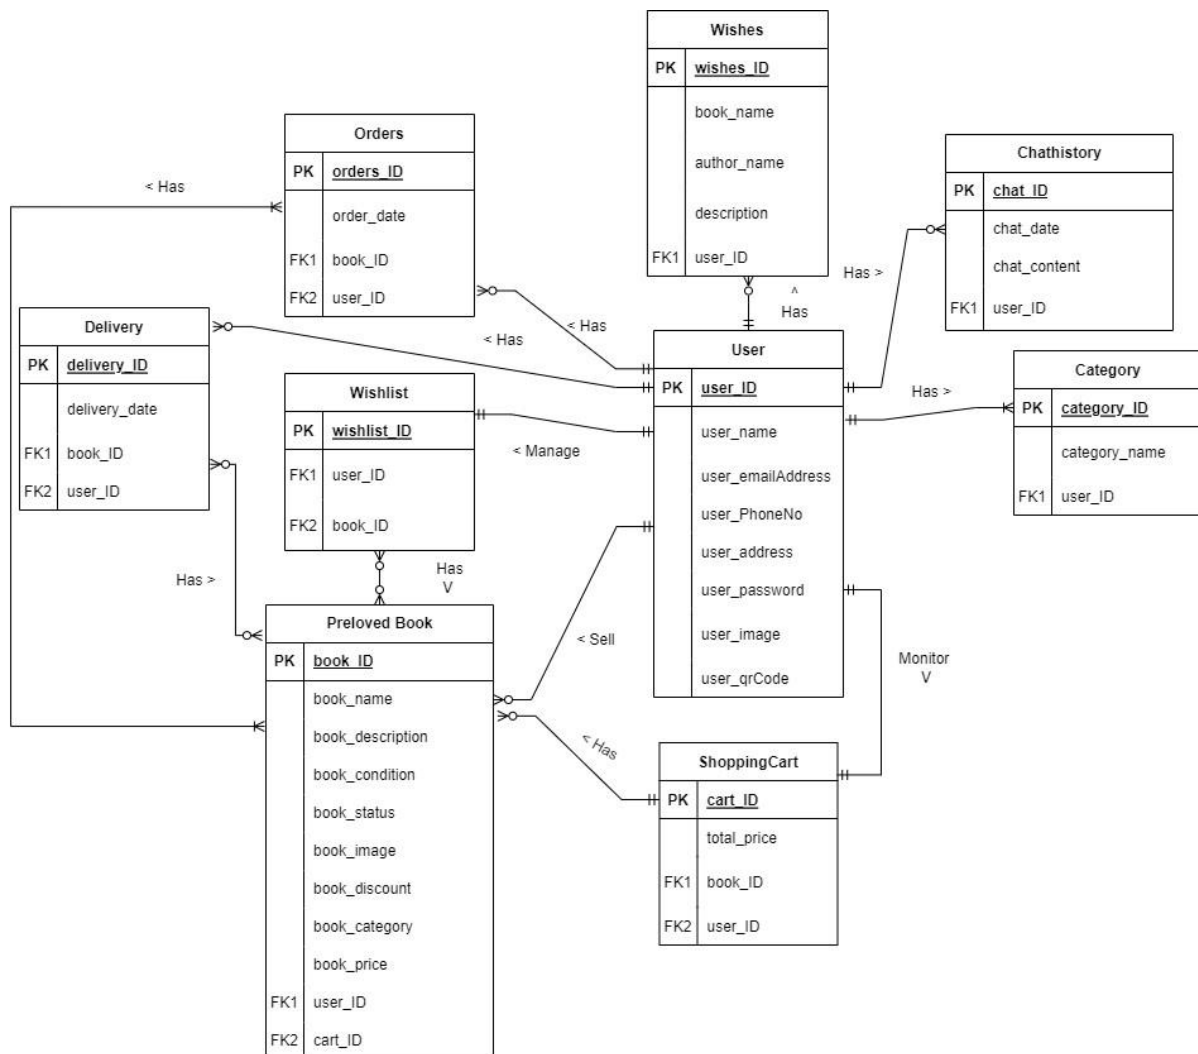 Wishes
PK wishes_ID
book_name
author_name
description
FK1 user_ID
Orders
PK orders_ID
order_date
FK1 book_ID
FK2 user_ID
Chathistory
PK chat_ID
chat_date
chat_content
FK1 user_ID
< Has
Has >
^
Has
< Has
< Has
Delivery
PK delivery_ID
delivery_date
FK1 book_ID
FK2 user_ID
Wishlist
PK wishlist_ID
FK1 user_ID
FK2 book_ID
< Manage
User
PK user_ID
user_name
user_emailAddress
user_PhoneNo
user_address
user_password
user_image
user_qrCode
Has >
Category
PK category_ID
category_name
FK1 user_ID
Has >
Has
V
< Sell
Monitor
V
Preloved Book
PK book_ID
book_name
book_description
book_condition
book_status
book_image
book_discount
book_category
book_price
FK1 user_ID
FK2 cart_ID
< Has
ShoppingCart
PK cart_ID
total_price
FK1 book_ID
FK2 user_ID